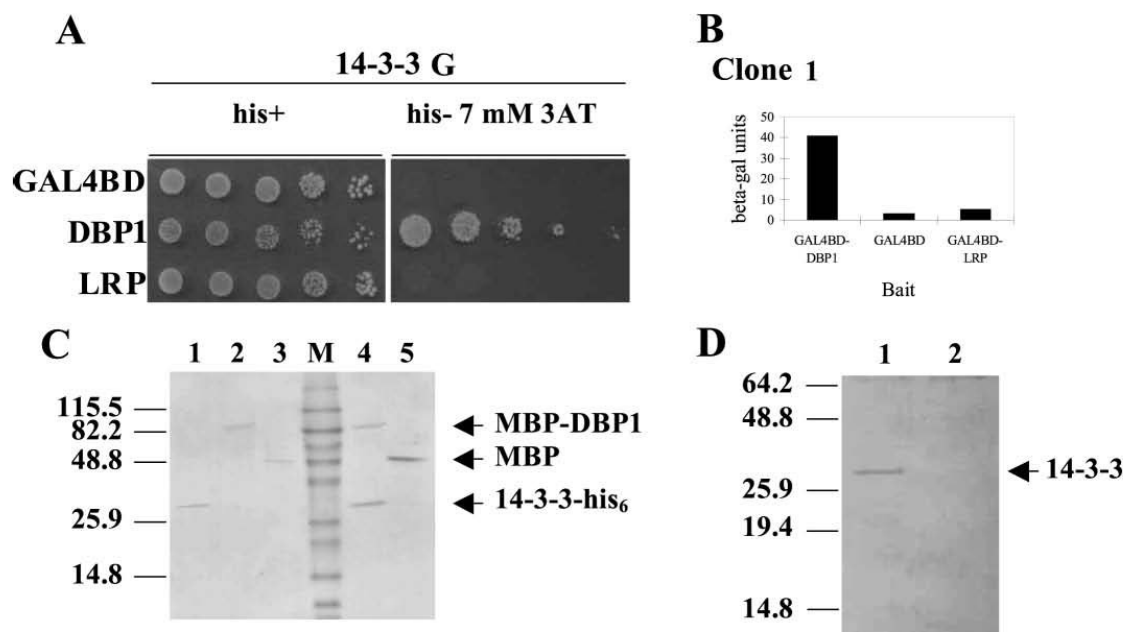 A
14-3-3 G
his+ his- 7 mM 3AT
GAL4BD
DBP1
LRP
B
Clone 1
beta-gal units
50
40
30
20
10
0
GAL4BD-DBP1 GAL4BD GAL4BD-LRP
Bait
C
1 2 3 M 4 5
115.5
82.2
48.8
25.9
14.8
MBP-DBP1
MBP
14-3-3-his6
D
1 2
64.2
48.8
25.9
19.4
14.8
14-3-3